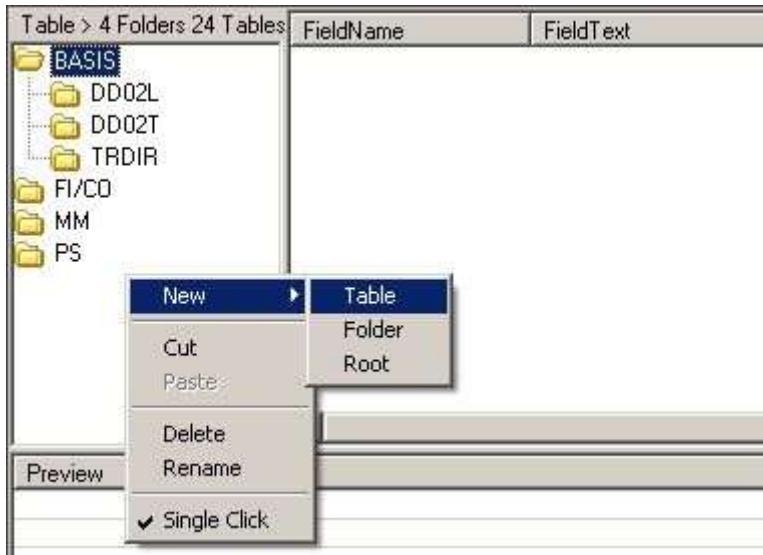 Table > 4 Folders 24 Tables
FieldName
FieldText
BASIS
DD02L
DD02T
TRDIR
FI/CO
MM
PS
New
Table
Folder
Root
Cut
Paste
Delete
Rename
Single Click
Preview